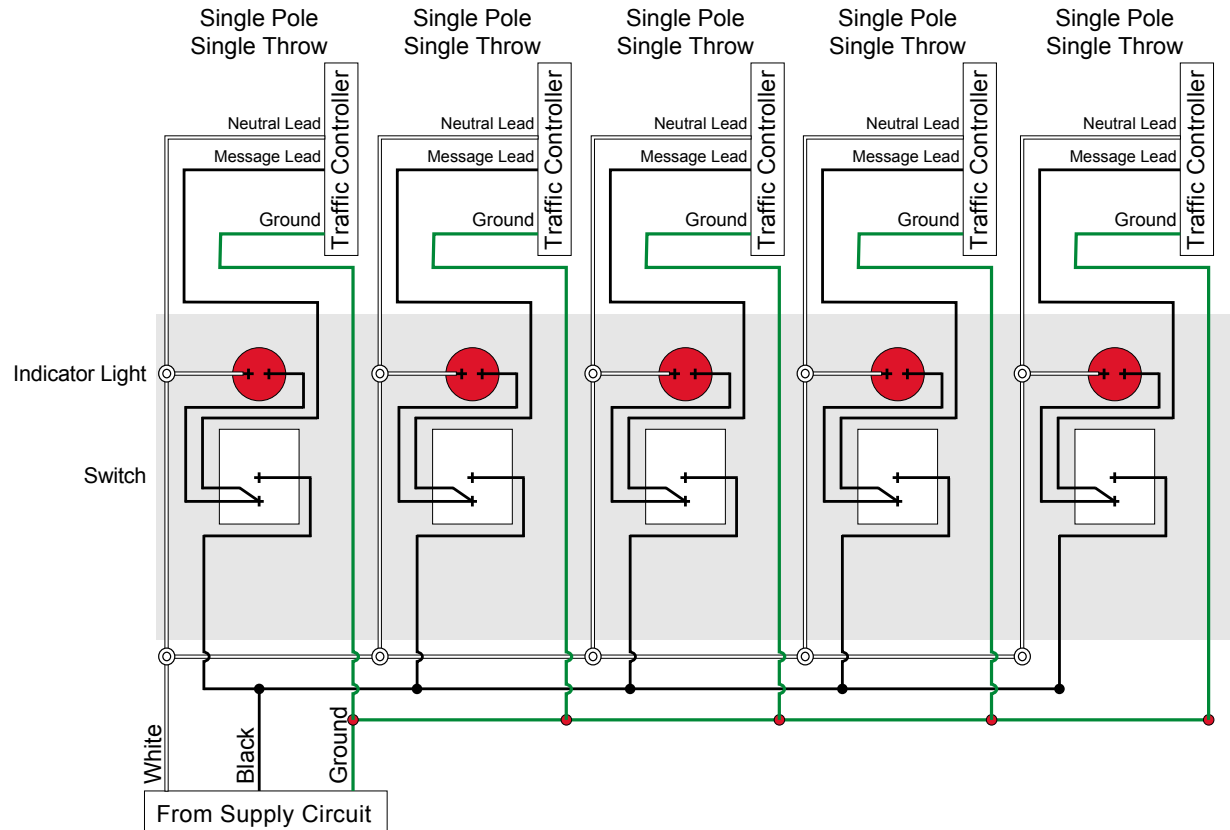 Single Pole
Single Throw
Single Pole
Single Throw
Single Pole
Single Throw
Single Pole
Single Throw
Single Pole
Single Throw
Neutral Lead
Message Lead
Ground
Traffic Controller
Neutral Lead
Message Lead
Ground
Traffic Controller
Neutral Lead
Message Lead
Ground
Traffic Controller
Neutral Lead
Message Lead
Ground
Traffic Controller
Neutral Lead
Message Lead
Ground
Traffic Controller
Indicator Light
Switch
White
Black
Ground
From Supply Circuit